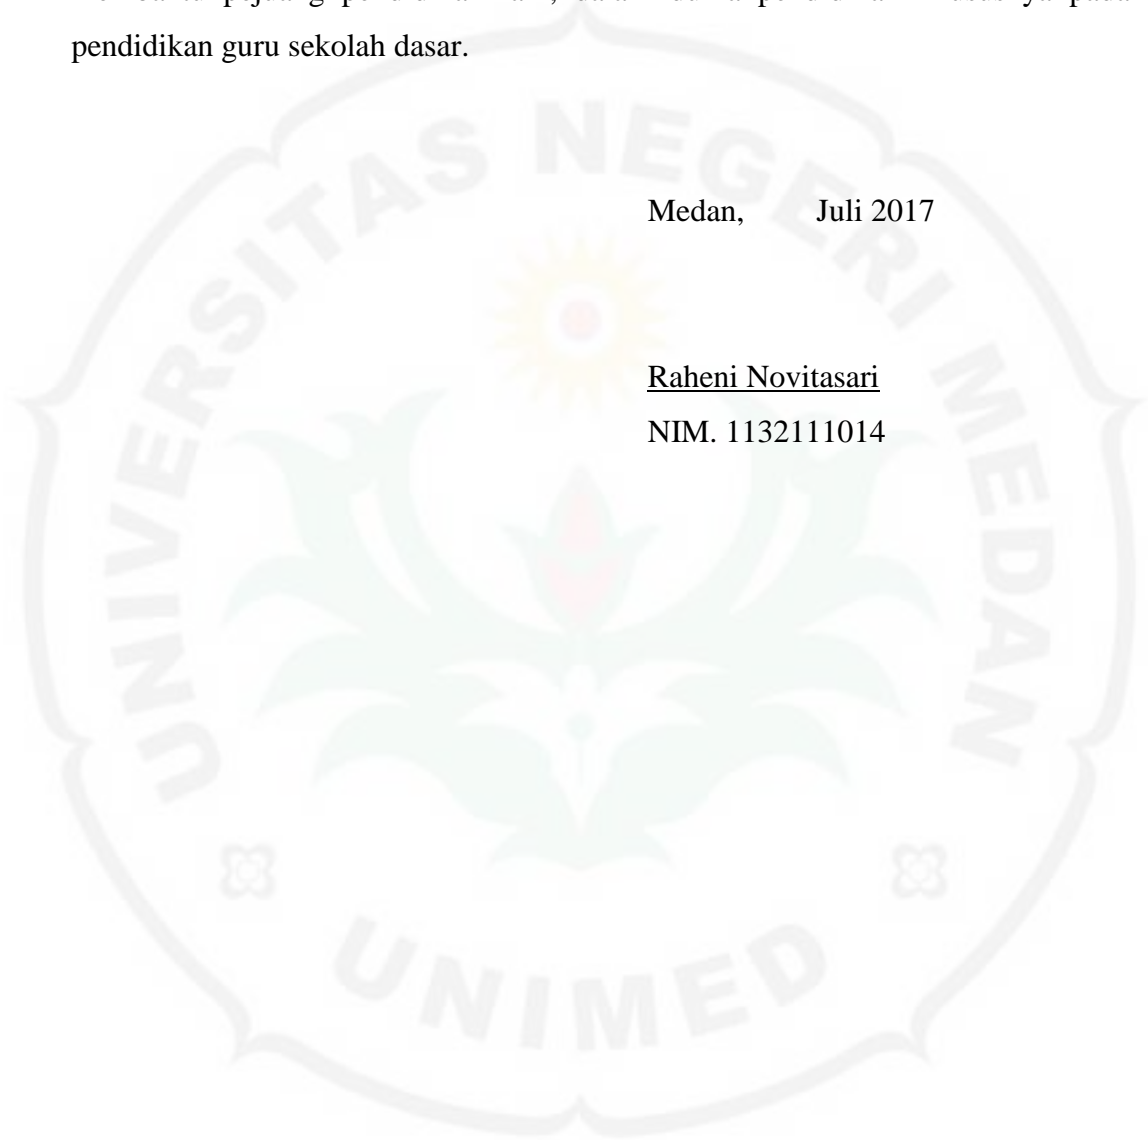 pendidikan guru sekolah dasar.
Medan, Juli 2017
Raheni Novitasari
NIM. 1132111014
UNIVERSITAS NEGERI MEDAN
UNIMED